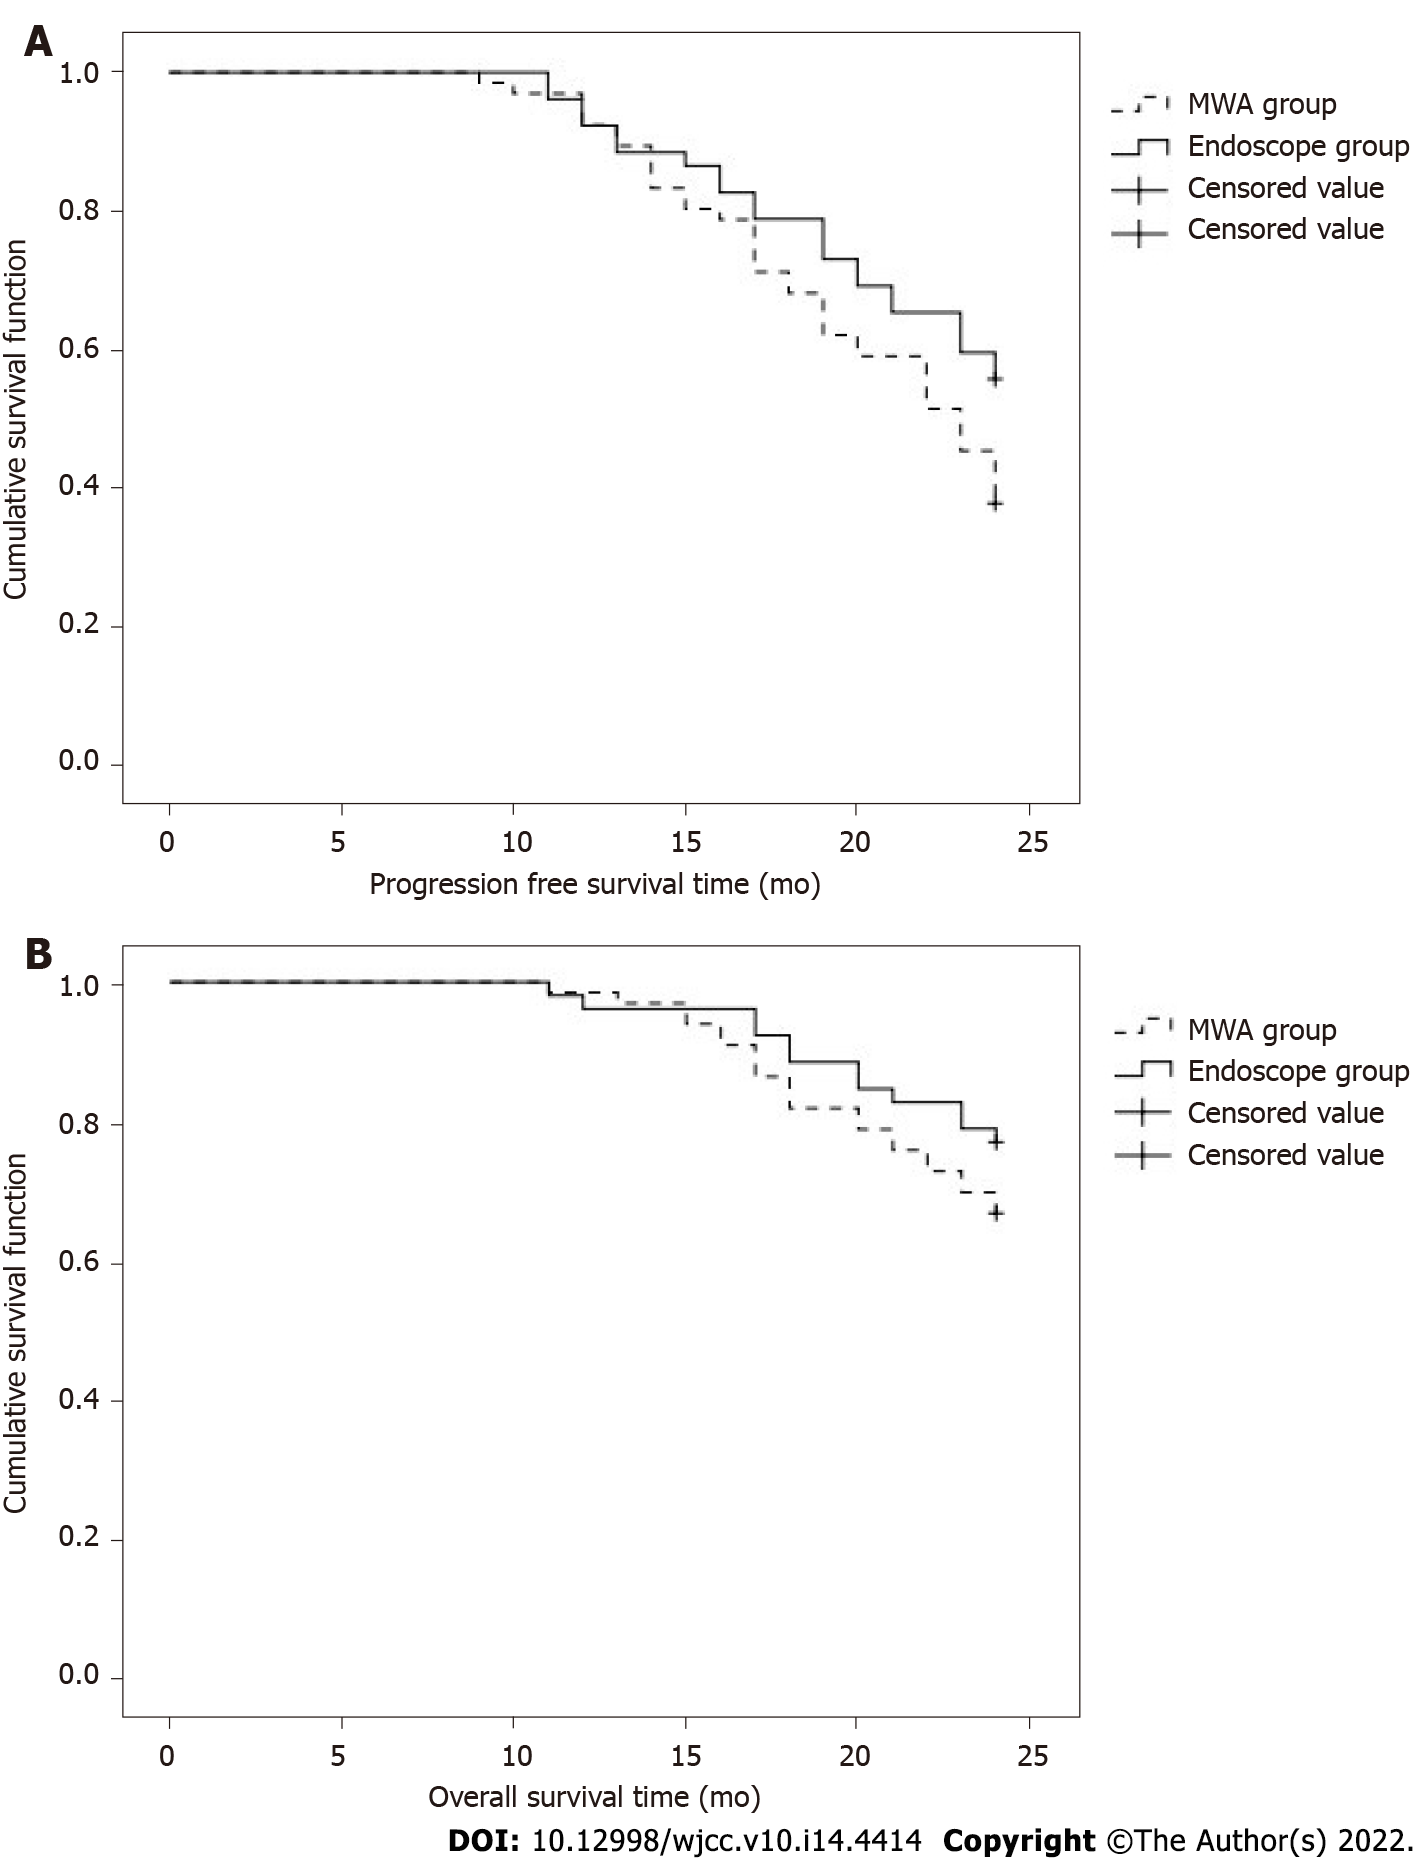 A
1.0
0.8
0.6
0.4
0.2
0.0
Cumulative survival function
0 5 10 15 20 25
Progression free survival time (mo)
MWA group
Endoscope group
Censored value
Censored value
B
1.0
0.8
0.6
0.4
0.2
0.0
Cumulative survival function
0 5 10 15 20 25
Overall survival time (mo)
MWA group
Endoscope group
Censored value
Censored value
DOI: 10.12998/wjcc.v10.i14.4414 Copyright ©The Author(s) 2022.